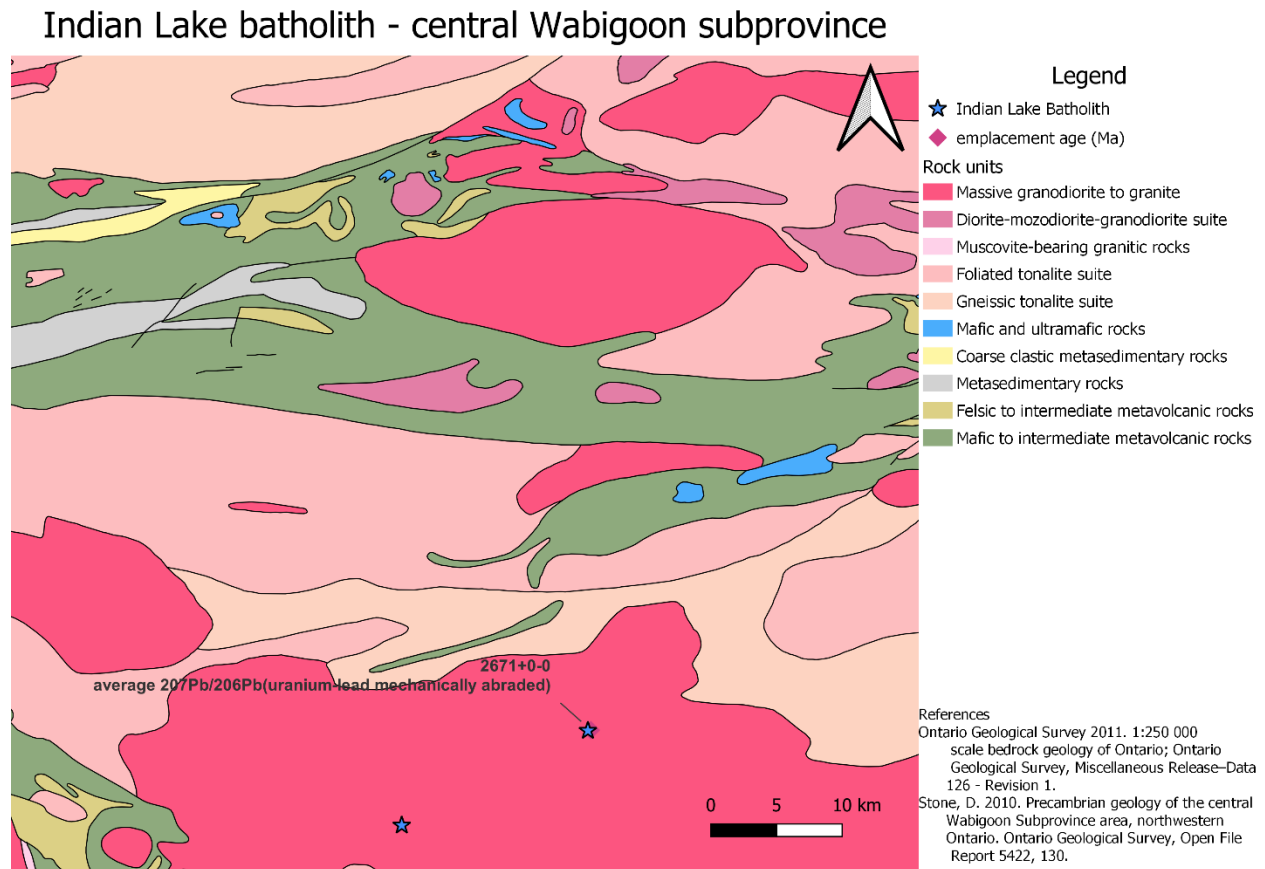 Indian Lake batholith - central Wabigoon subprovince
Legend
Indian Lake Batholith
emplacement age (Ma)
Rock units
Massive granodiorite to granite
Diorite-mozodiorite-granodiorite suite
Muscovite-bearing granitic rocks
Foliated tonalite suite
Gneissic tonalite suite
Mafic and ultramafic rocks
Coarse clastic metasedimentary rocks
Metasedimentary rocks
Felsic to intermediate metavolcanic rocks
Mafic to intermediate metavolcanic rocks
2671+0-0
average 207Pb/206Pb(uranium-lead mechanically abraded)
0 5 10 km
References
Ontario Geological Survey 2011. 1:250 000
scale bedrock geology of Ontario; Ontario
Geological Survey, Miscellaneous Release–Data
126 - Revision 1.
Stone, D. 2010. Precambrian geology of the central
Wabigoon Subprovince area, northwestern
Ontario. Ontario Geological Survey, Open File
Report 5422, 130.